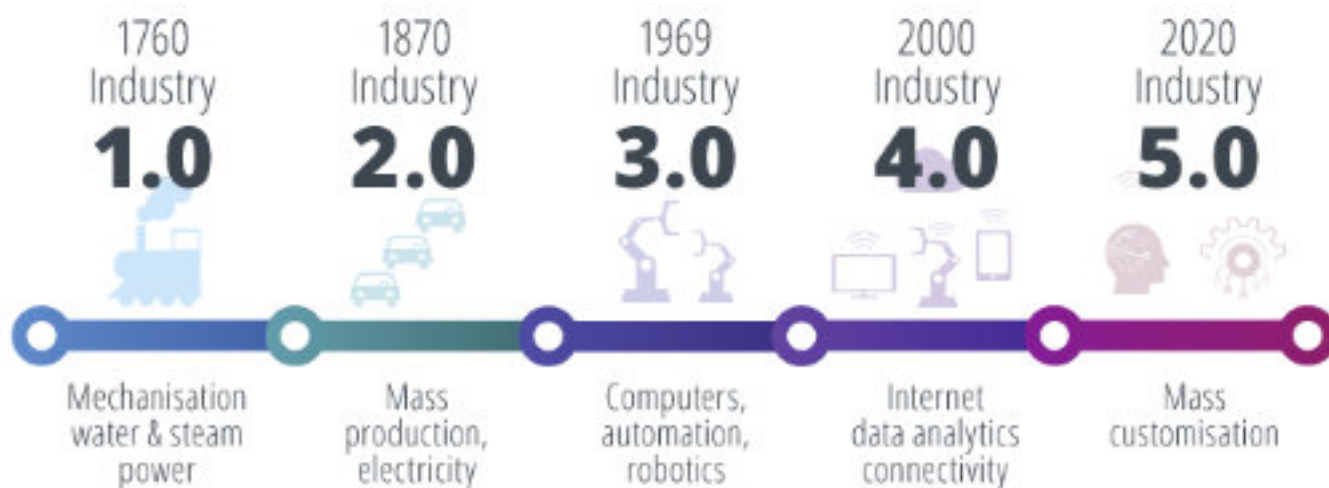 1760
Industry
1.0
1870
Industry
2.0
1969
Industry
3.0
2000
Industry
4.0
2020
Industry
5.0
Mechanisation
water & steam
power
Mass
production,
electricity
Computers,
automation,
robotics
Internet
data analytics
connectivity
Mass
customisation